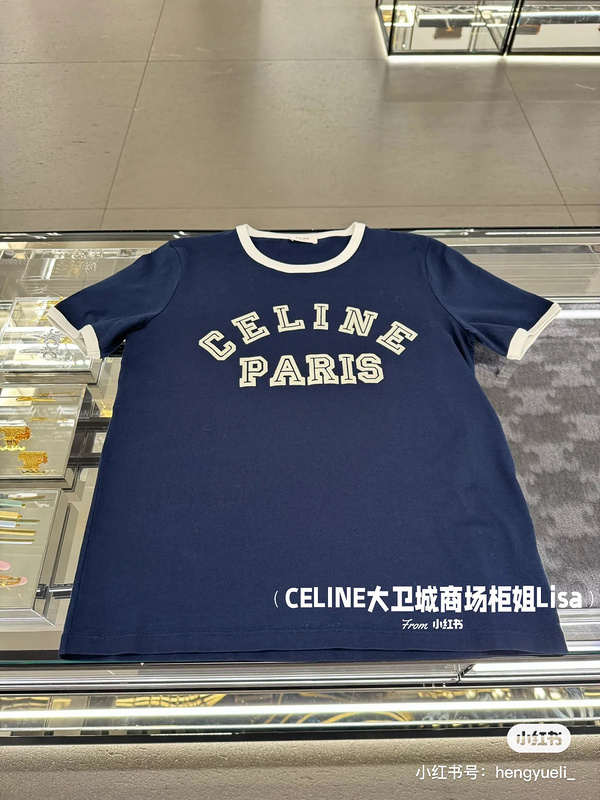 CELINE
PARIS
（CELINE大卫城商场柜姐Lisa）
From 小红书
小红书
小红书号：hengyueli_